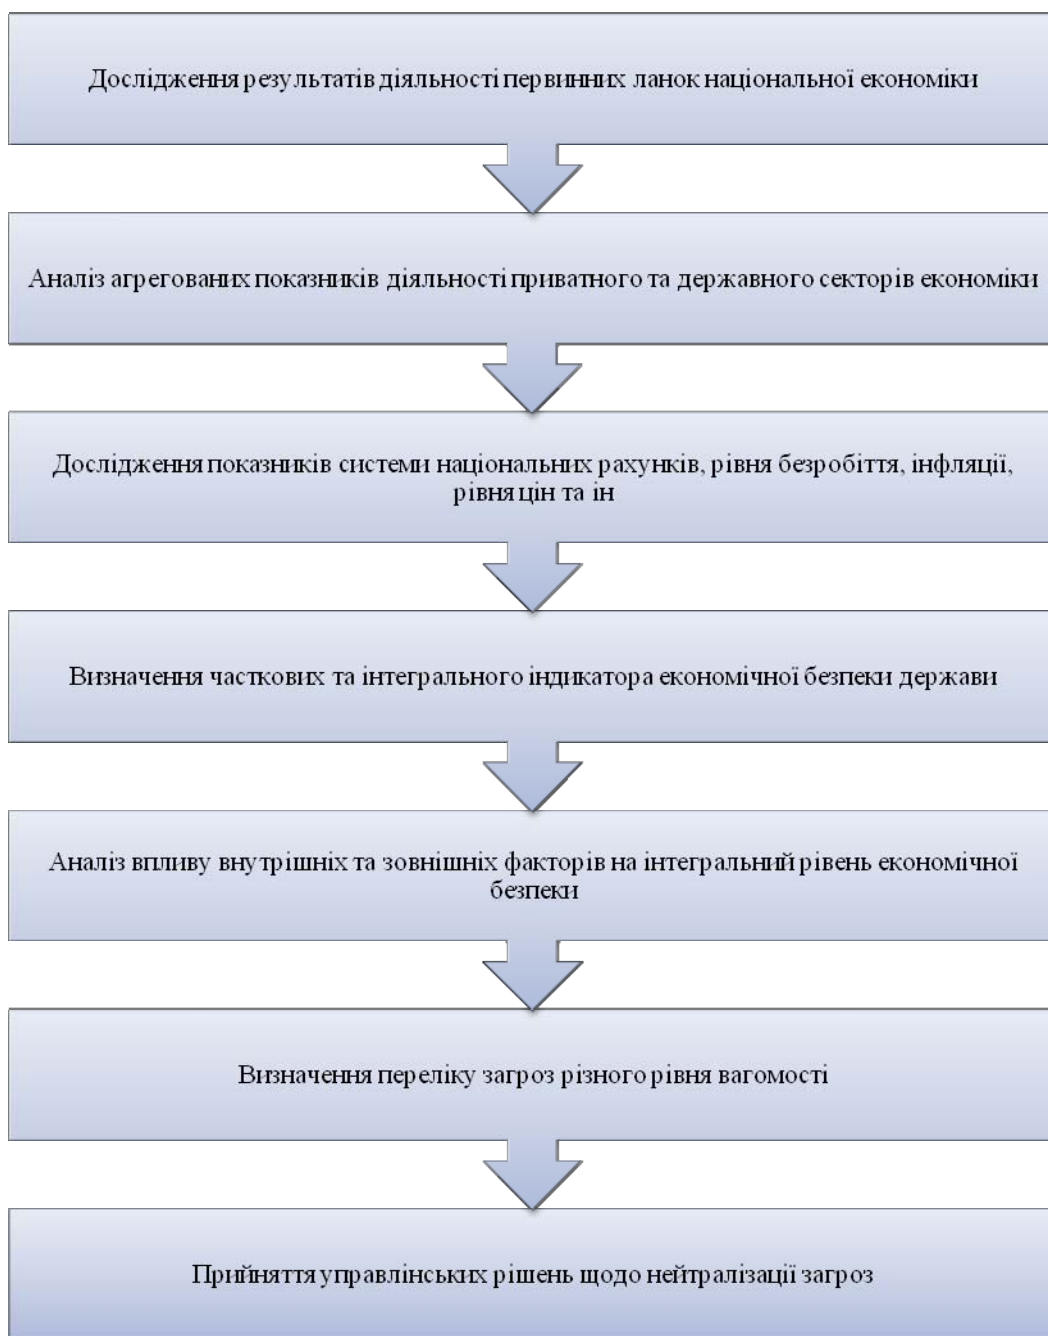 Дослідження результатів діяльності первинних ланок національної економіки
Аналіз агрегованих показників діяльності приватного та державного секторів економіки
Дослідження показників системи національних рахунків, рівня безробіття, інфляції,
рівня цін та ін
Визначення часткових та інтегрального індикатора економічної безпеки держави
Аналіз впливу внутрішніх та зовнішніх факторів на інтегральний рівень економічної
безпеки
Визначення переліку загроз різного рівня вагомості
Прийняття управлінських рішень щодо нейтралізації загроз